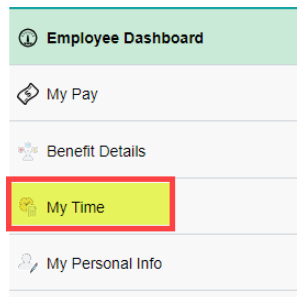 Employee Dashboard
My Pay
Benefit Details
My Time
My Personal Info